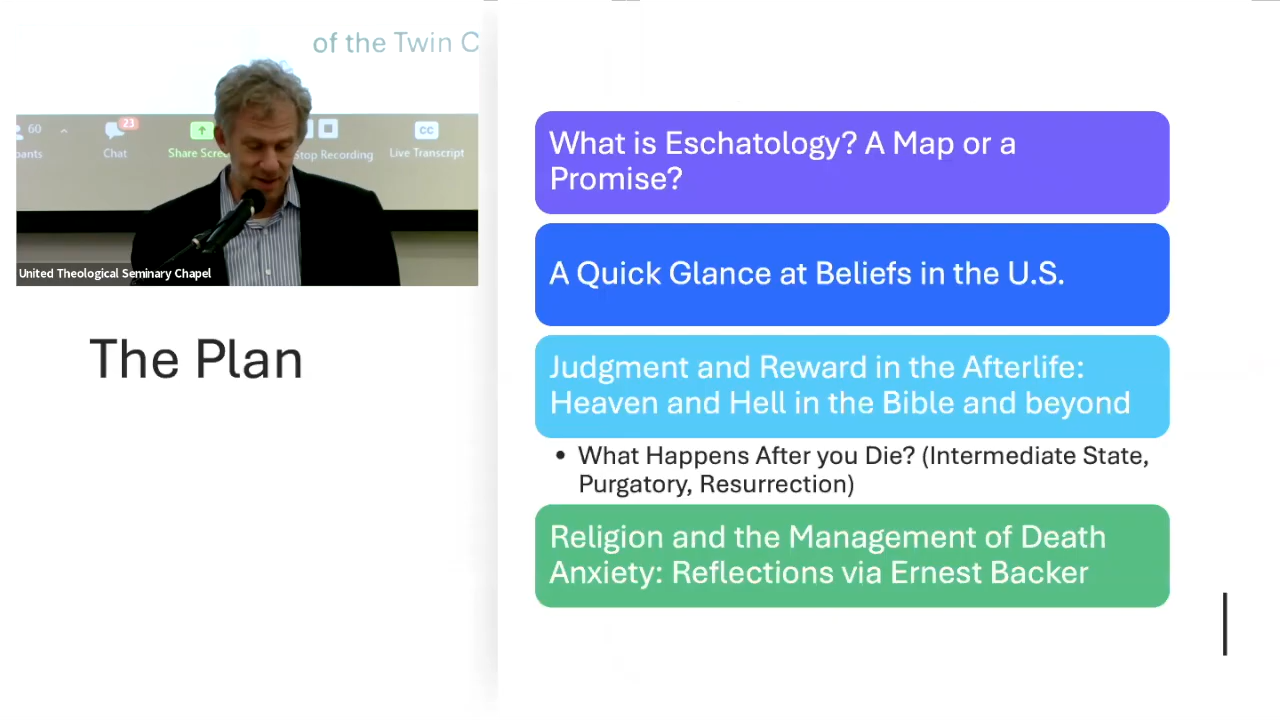 of the Twin C
60
23
pants
Chat
Share Scre
Stop Recording
CC
Live Transcript
United Theological Seminary Chapel
The Plan
What is Eschatology? A Map or a
Promise?
A Quick Glance at Beliefs in the U.S.
Judgment and Reward in the Afterlife:
Heaven and Hell in the Bible and beyond
• What Happens After you Die? (Intermediate State,
Purgatory, Resurrection)
Religion and the Management of Death
Anxiety: Reflections via Ernest Backer